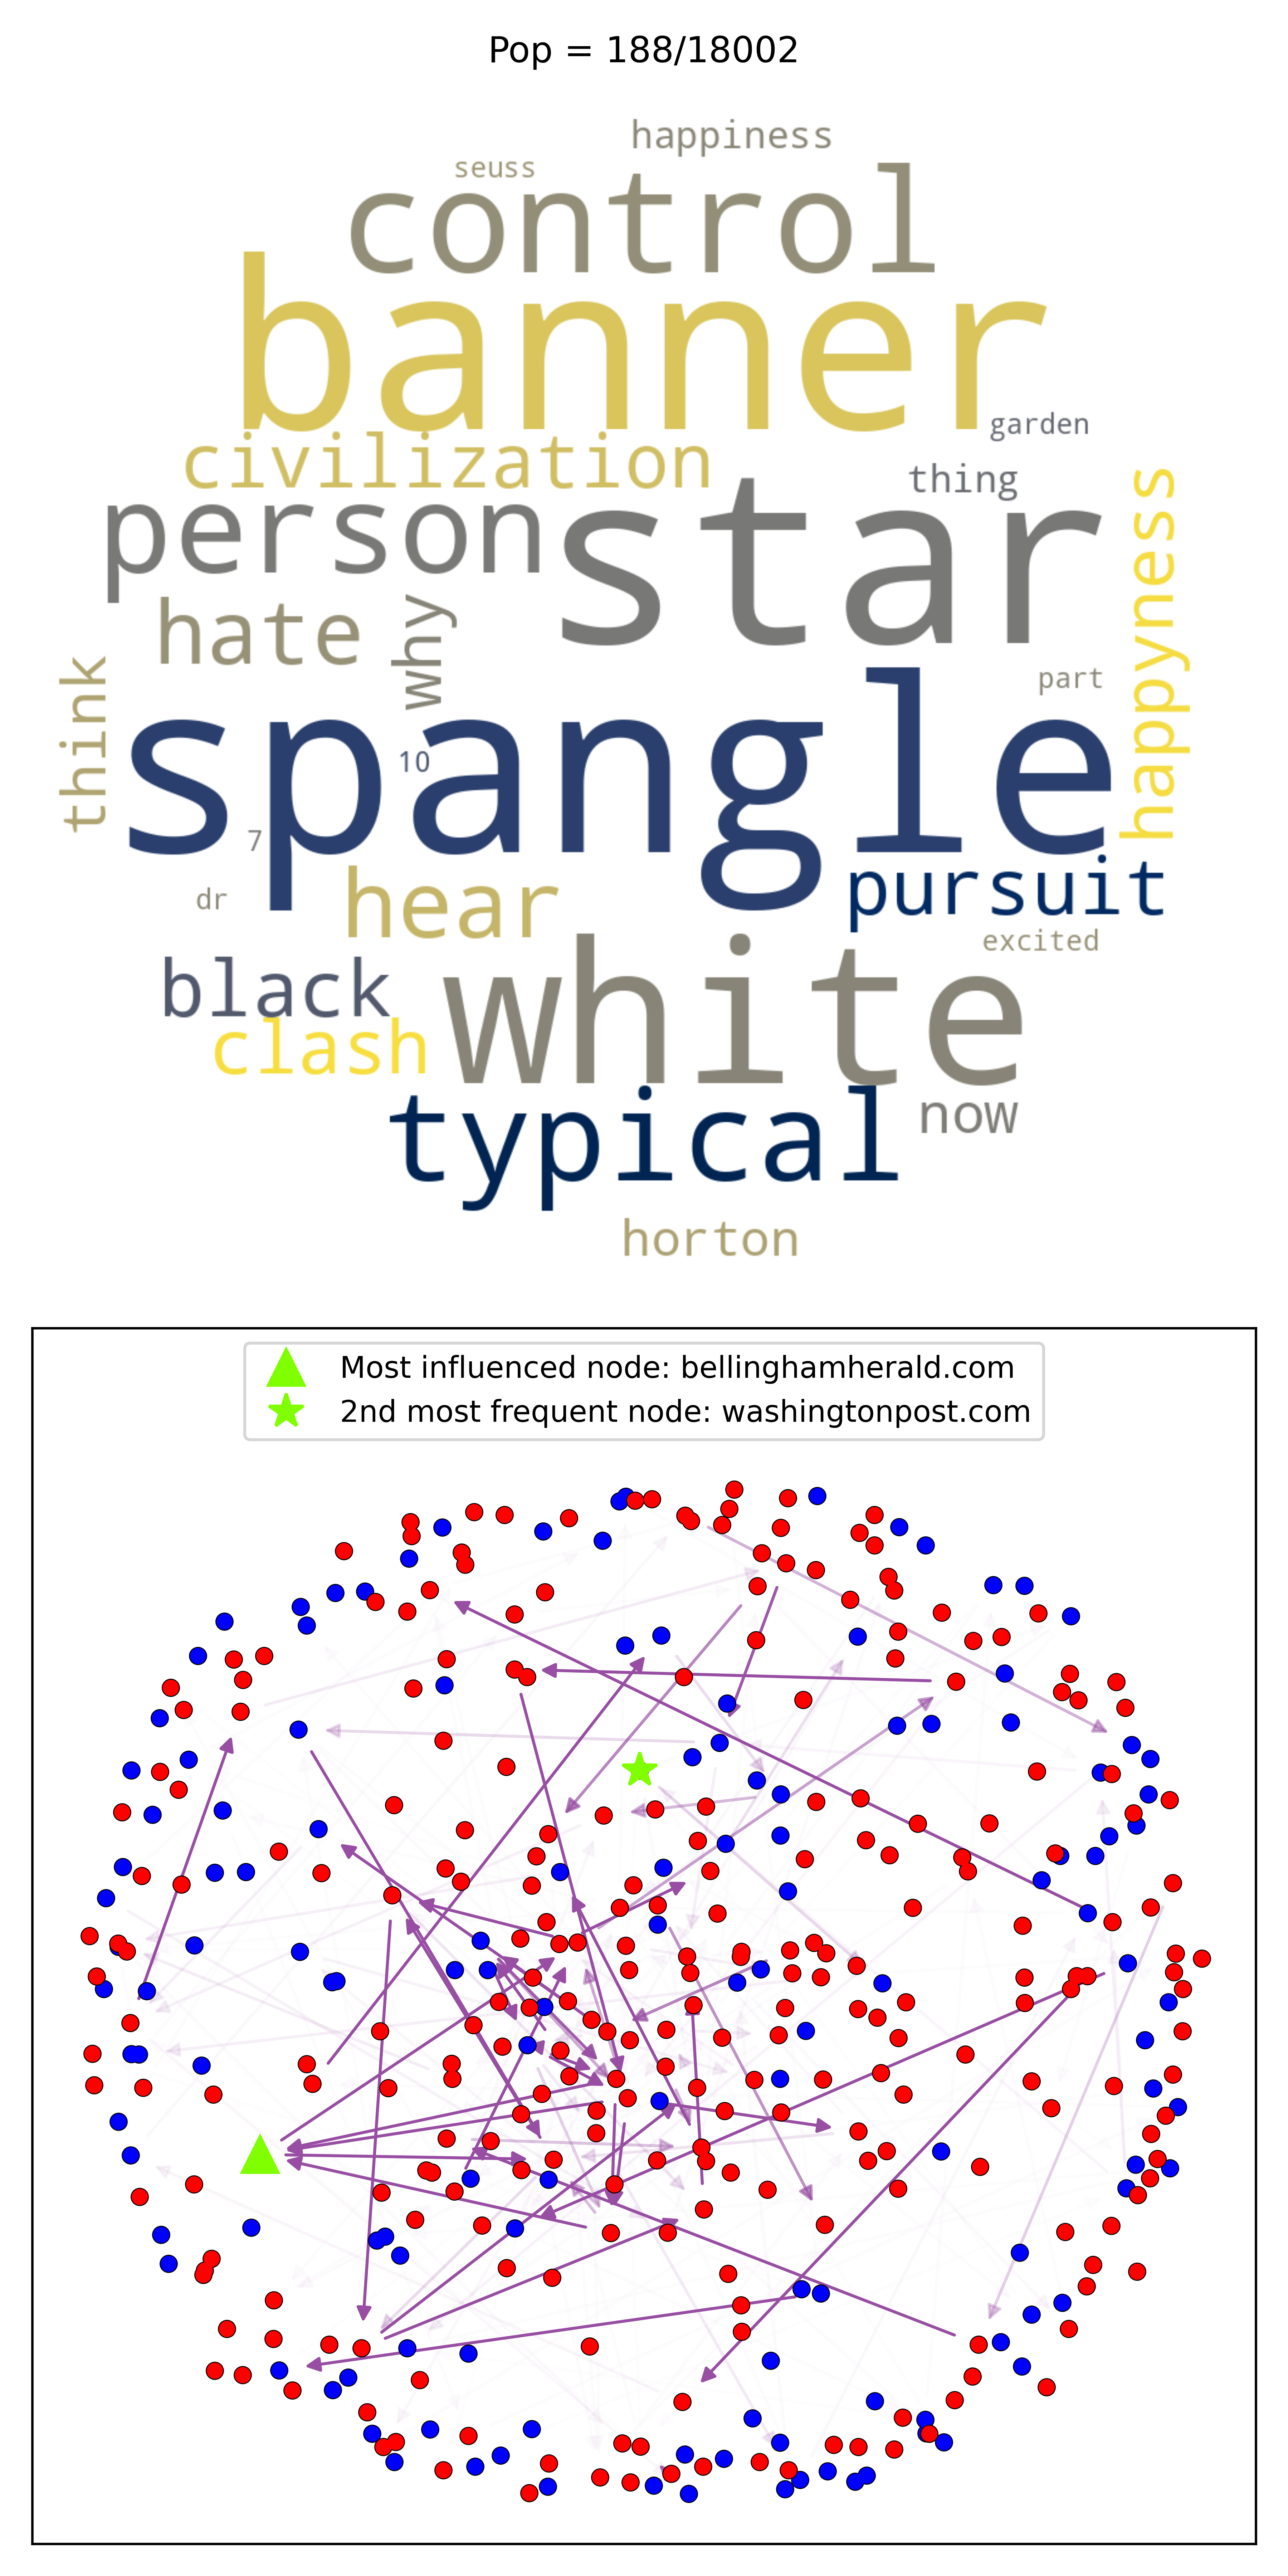 Pop = 188/18002
happiness
seuss
control
banner
garden
civilization
thing
person
star
happyness
hate
why
think
part
spangle
10
7
dr
hear
pursuit
excited
black
white
clash
typical
now
horton
Most influenced node: bellinghamherald.com
2nd most frequent node: washingtonpost.com